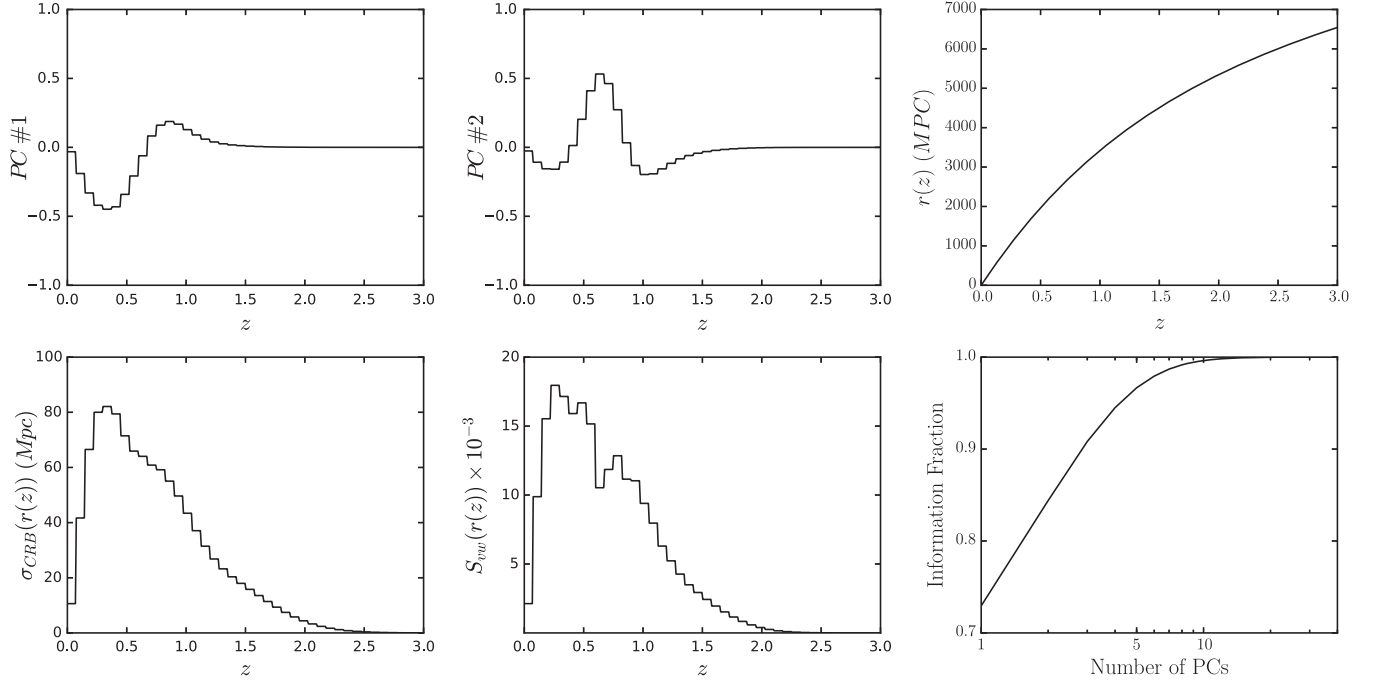 1.0
0.5
0.0
−0.5
−1.0
PC #1
0.0 0.5 1.0 1.5 2.0 2.5 3.0
z
1.0
0.5
0.0
−0.5
−1.0
PC #2
0.0 0.5 1.0 1.5 2.0 2.5 3.0
z
7000
6000
5000
4000
3000
2000
1000
0
r(z) (MPC)
0.0 0.5 1.0 1.5 2.0 2.5 3.0
z
100
80
60
40
20
0
σCRB(r(z)) (Mpc)
0.0 0.5 1.0 1.5 2.0 2.5 3.0
z
20
15
10
5
Svw(r(z)) × 10−3
0.0 0.5 1.0 1.5 2.0 2.5 3.0
z
1.0
0.9
0.8
0.7
Information Fraction
1 5 10
Number of PCs